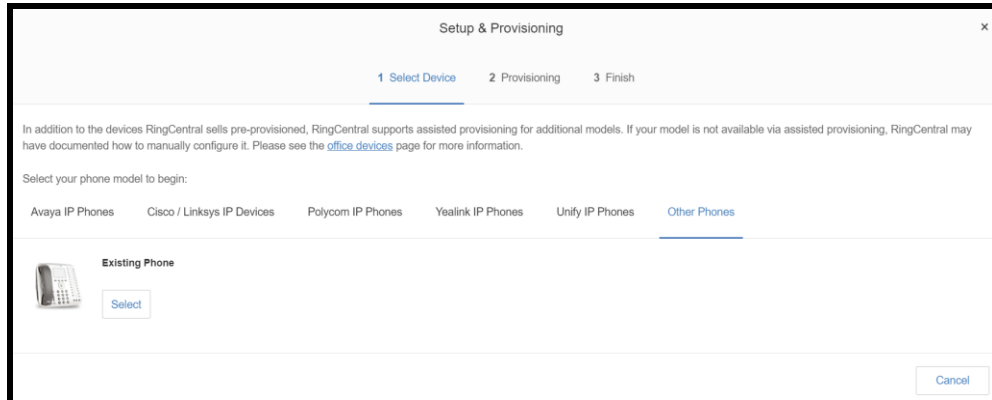 Setup & Provisioning ×
1 Select Device 2 Provisioning 3 Finish
In addition to the devices RingCentral sells pre-provisioned, RingCentral supports assisted provisioning for additional models. If your model is not available via assisted provisioning, RingCentral may
have documented how to manually configure it. Please see the office devices page for more information.
Select your phone model to begin:
Avaya IP Phones Cisco / Linksys IP Devices Polycom IP Phones Yealink IP Phones Unify IP Phones Other Phones
Existing Phone
Select
Cancel